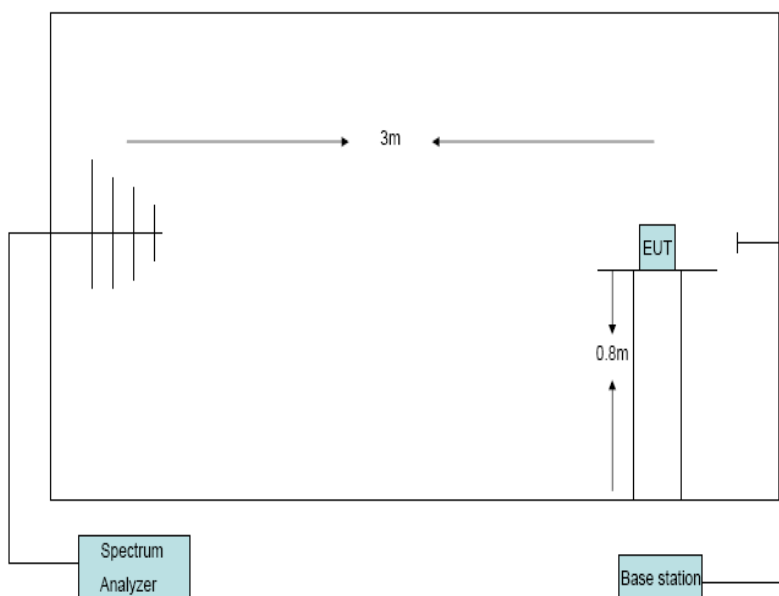 3m
EUT
0.8m
Spectrum
Analyzer
Base station